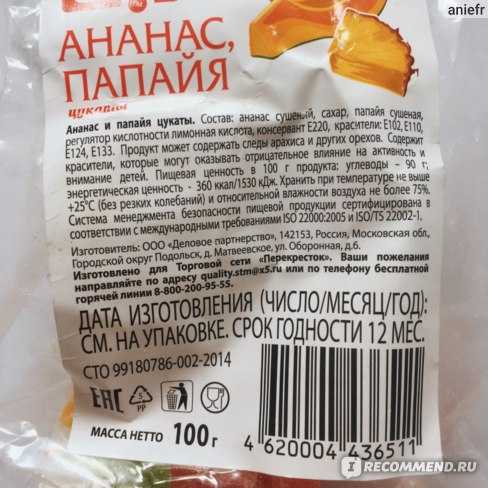 aniefr
АНАНАС,
ПАПАЙЯ
цукаты
Ананас и папайя цукаты. Состав: ананас сушеный, сахар, папайя сушеная,
регулятор кислотности лимонная кислота, консервант Е220, красители: Е102, Е110,
Е124, Е133. Продукт может содержать следы арахиса и других орехов. Содержит
красители, которые могут оказывать отрицательное влияние на активность и
внимание детей. Пищевая ценность в 100 г продукта: углеводы – 90 г;
энергетическая ценность - 360 ккал/1530 кДж. Хранить при температуре не выше
+25°С (без резких колебаний) и относительной влажности воздуха не более 75%.
Система менеджмента безопасности пищевой продукции сертифицирована в
соответствии с международными требованиями ISO 22000:2005 и ISO/TS 22002-1.
Изготовитель: ООО «Деловое партнерство», 142153, Россия, Московская обл.,
Городской округ Подольск, д. Матвеевское, ул. Оборонная, д.6.
Изготовлено для Торговой сети «Перекресток». Ваши пожелания
направляйте по адресу quality.stm@x5.ru или по телефону бесплатной
горячей линии 8-800-200-95-55.
ДАТА ИЗГОТОВЛЕНИЯ (ЧИСЛО/МЕСЯЦ/ГОД):
СМ. НА УПАКОВКЕ. СРОК ГОДНОСТИ 12 МЕС.
СТО 99180786-002-2014
EAC
5
PP
МАССА НЕТТО 100 г
4 620004 436511
IRECOMMEND.RU